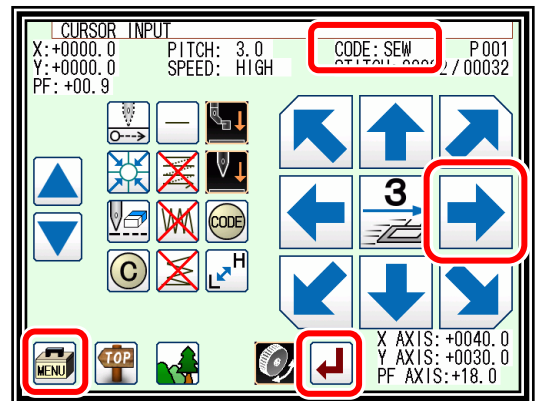 CURSOR INPUT
X:+0000.0 PITCH: 3.0 CODE:SEW P001
Y:+0000.0 SPEED: HIGH 2/00032
PF:+00.9
3
CODE
C
L H
MENU
TOP
X AXIS:+0040.0
Y AXIS:+0030.0
PF AXIS:+18.0